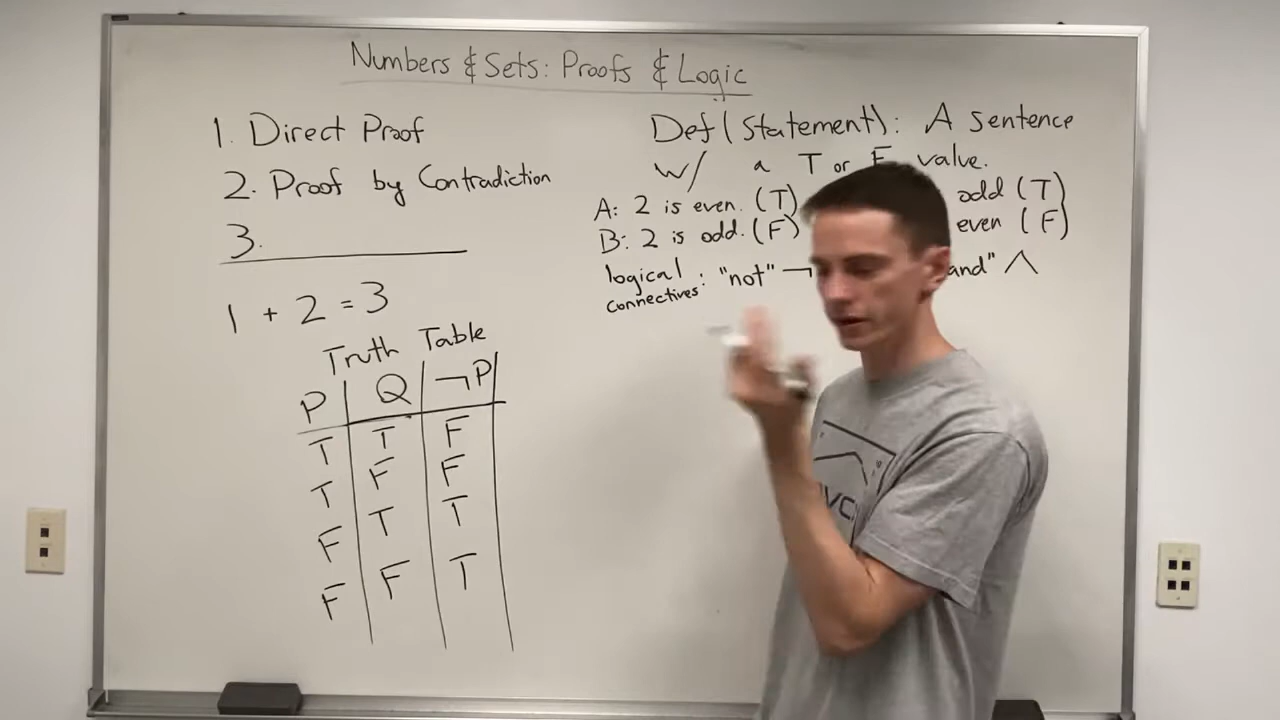 Numbers & Sets: Proofs & Logic
1. Direct Proof
2. Proof by Contradiction
3.
1 + 2 = 3
Truth Table
P Q ¬P
T T F
T F F
F T T
F F T
Def (Statement): A sentence
w/ a T or F value.
A: 2 is even. (T) odd (T)
B: 2 is odd. (F) even (F)
logical connectives: "not" ¬ and" ∧